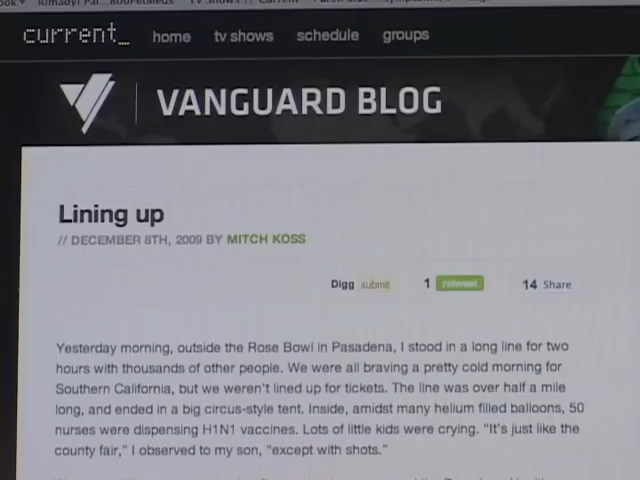 current_ home tv shows schedule groups
VANGUARD BLOG
Lining up
// DECEMBER 8TH, 2009 BY MITCH KOSS
Digg submit 1 retweet 14 Share
Yesterday morning, outside the Rose Bowl in Pasadena, I stood in a long line for two
hours with thousands of other people. We were all braving a pretty cold morning for
Southern California, but we weren't lined up for tickets. The line was over half a mile
long, and ended in a big circus-style tent. Inside, amidst many helium filled balloons, 50
nurses were dispensing H1N1 vaccines. Lots of little kids were crying. "It's just like the
county fair," I observed to my son, "except with shots."